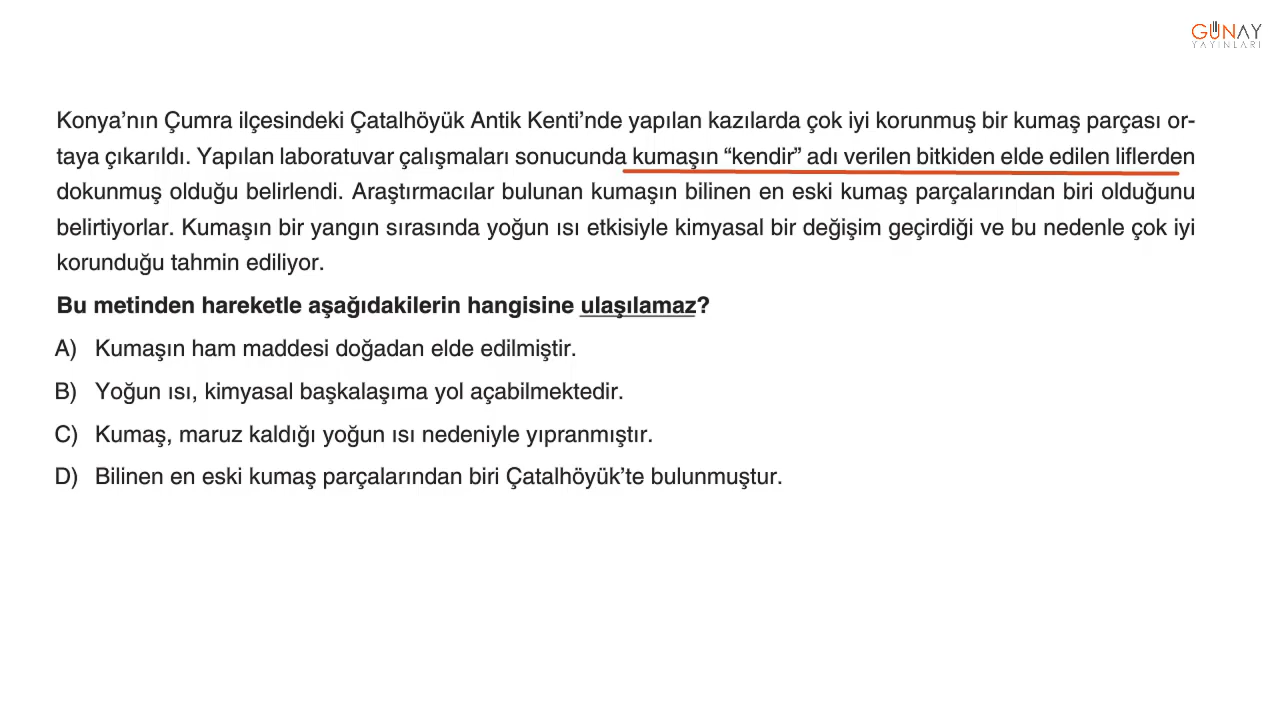 GÜNAY
YAYINLARI
Konya’nın Çumra ilçesindeki Çatalhöyük Antik Kenti’nde yapılan kazılarda çok iyi korunmuş bir kumaş parçası or-
taya çıkarıldı. Yapılan laboratuvar çalışmaları sonucunda kumaşın “kendir” adı verilen bitkiden elde edilen liflerden
dokunmuş olduğu belirlendi. Araştırmacılar bulunan kumaşın bilinen en eski kumaş parçalarından biri olduğunu
belirtiyorlar. Kumaşın bir yangın sırasında yoğun ısı etkisiyle kimyasal bir değişim geçirdiği ve bu nedenle çok iyi
korunduğu tahmin ediliyor.
Bu metinden hareketle aşağıdakilerin hangisine ulaşılamaz?
A) Kumaşın ham maddesi doğadan elde edilmiştir.
B) Yoğun ısı, kimyasal başkalaşıma yol açabilmektedir.
C) Kumaş, maruz kaldığı yoğun ısı nedeniyle yıpranmıştır.
D) Bilinen en eski kumaş parçalarından biri Çatalhöyük’te bulunmuştur.